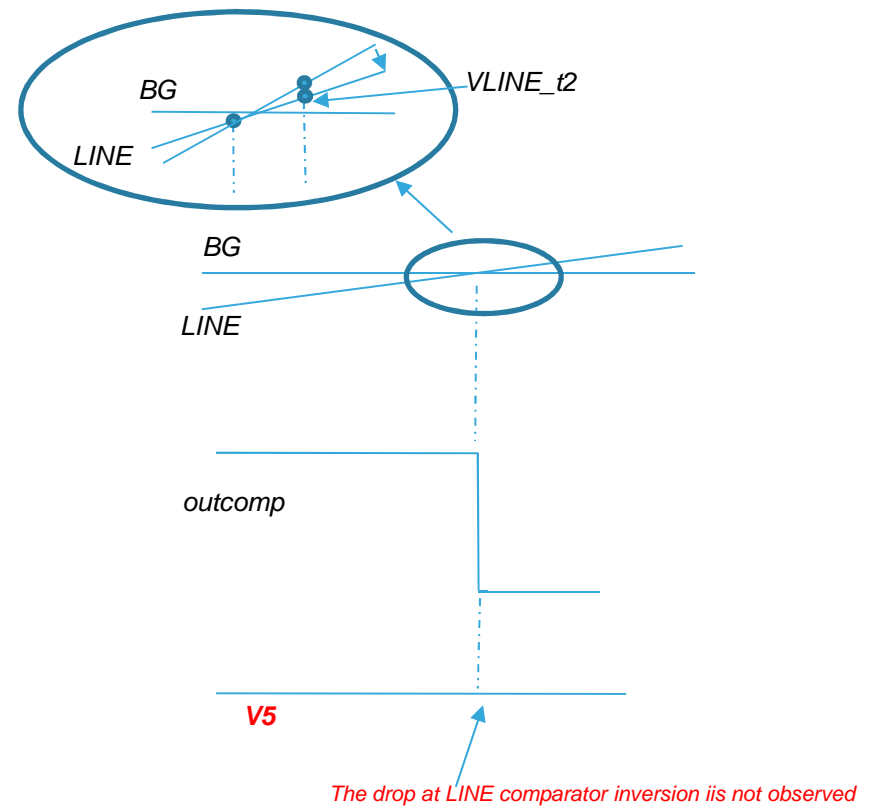 BG
VLINE_t2
LINE
BG
LINE
outcomp
V5
The drop at LINE comparator inversion iis not observed